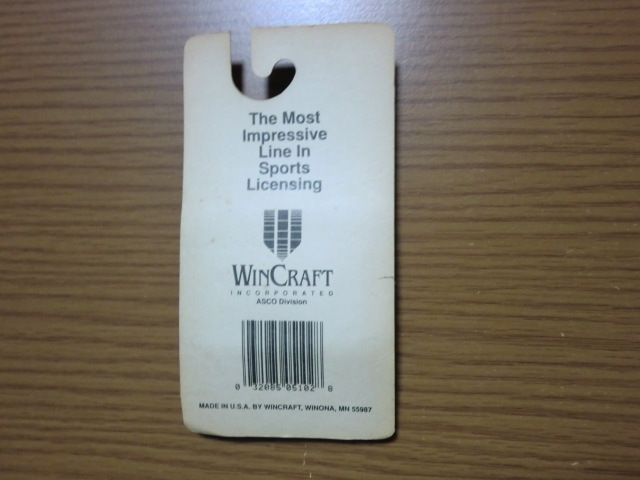 The Most
Impressive
Line In
Sports
Licensing
WINCRAFT
INCORPORATED
ASCO Division
0 32085 05102 8
MADE IN U.S.A. BY WINCRAFT, WINONA, MN 55987